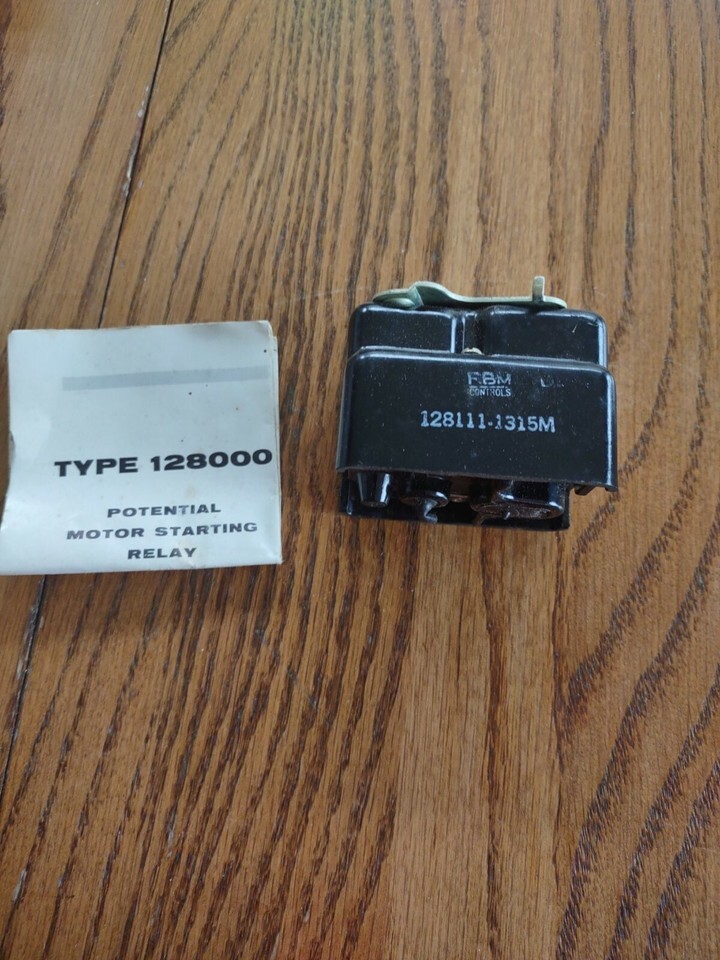 TYPE 128000
POTENTIAL
MOTOR STARTING
RELAY
RBM
CONTROLS
128111-1315M